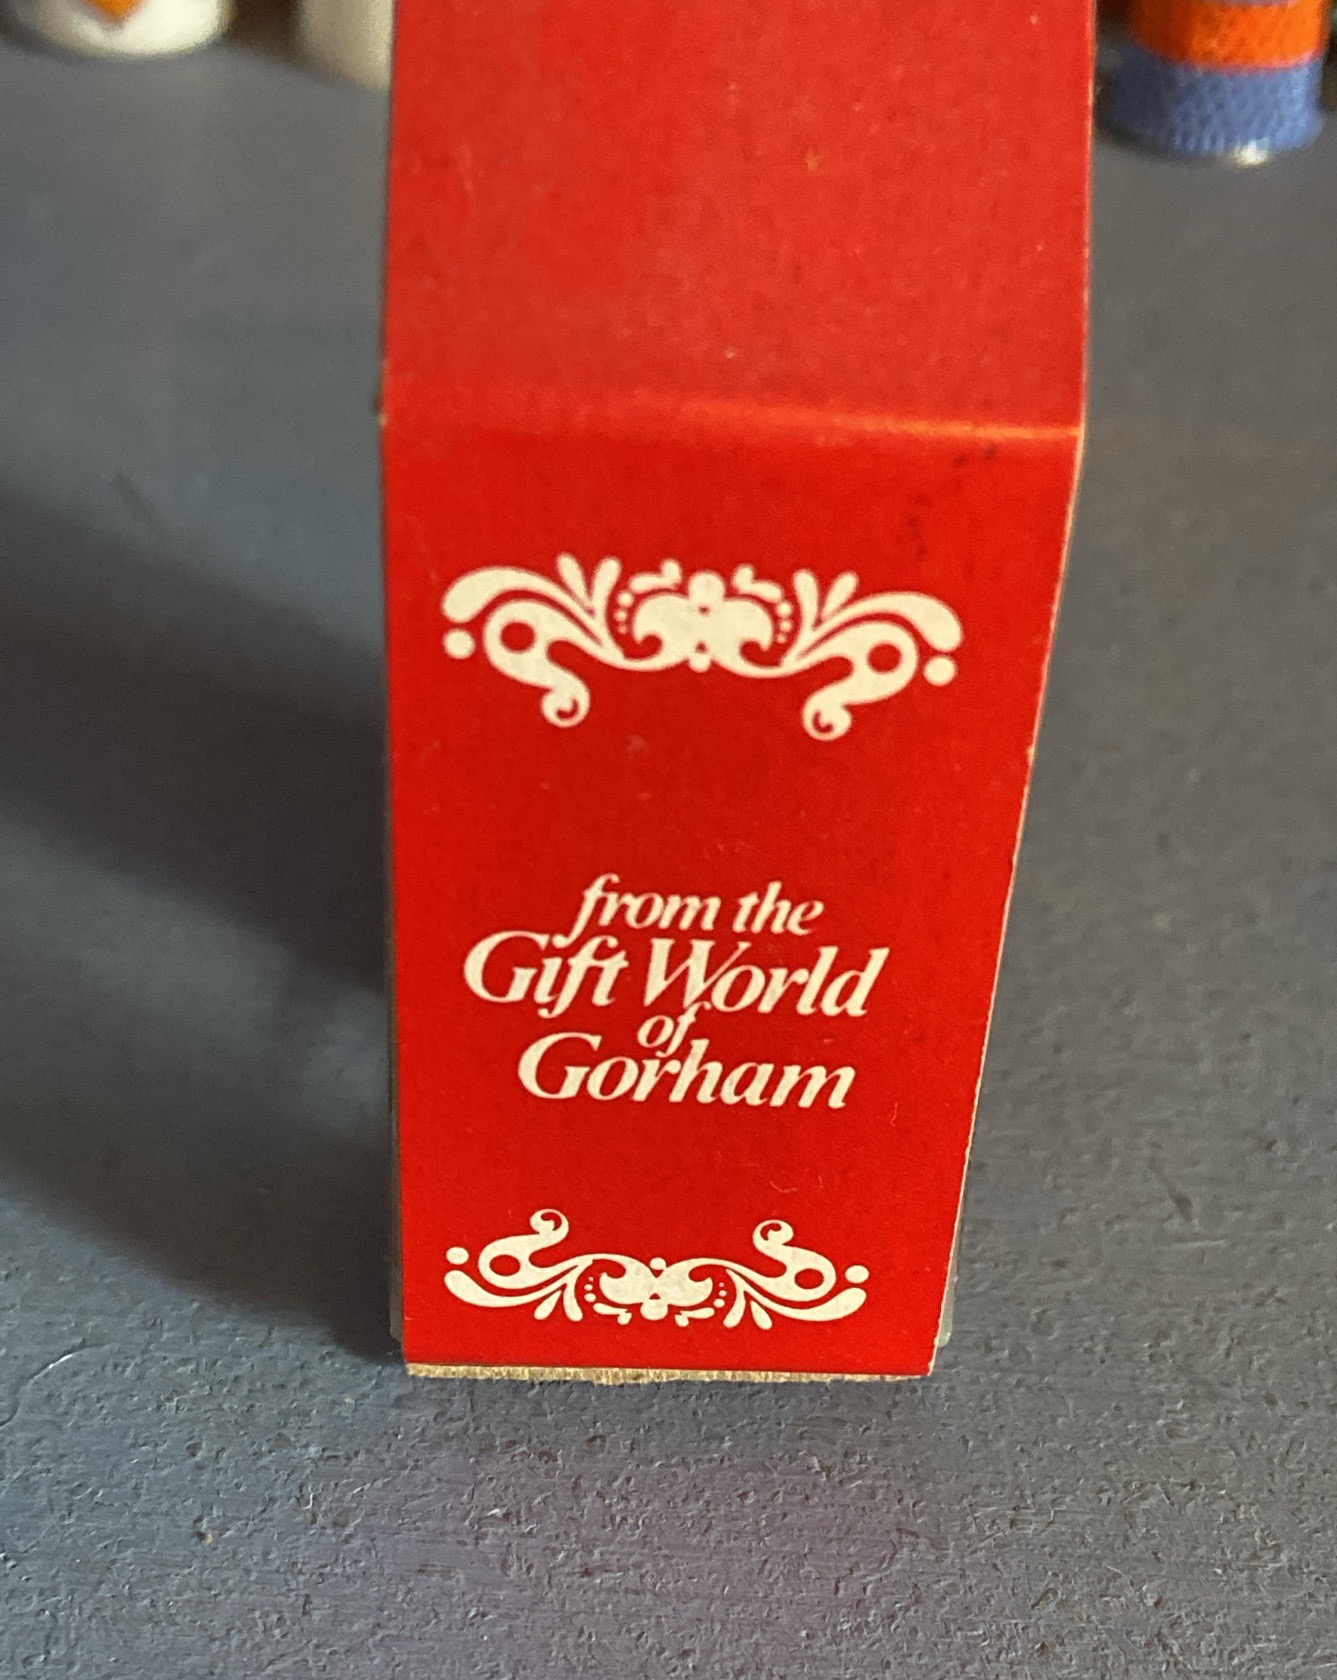 from the
Gift World
of
Gorham